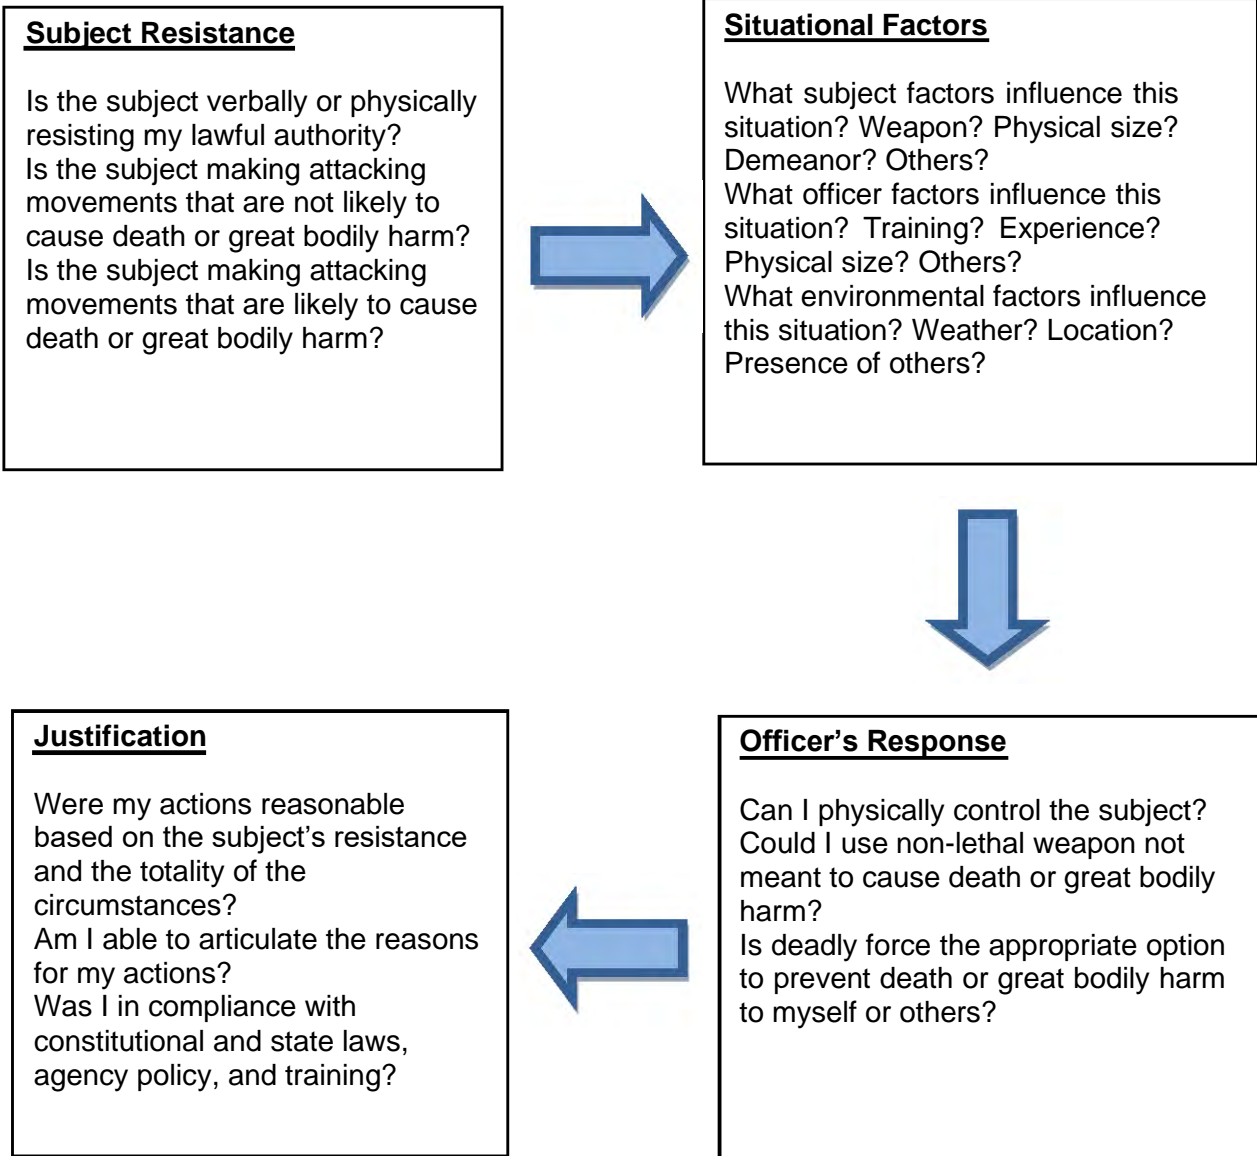 Subject Resistance
Is the subject verbally or physically
resisting my lawful authority?
Is the subject making attacking
movements that are not likely to
cause death or great bodily harm?
Is the subject making attacking
movements that are likely to cause
death or great bodily harm?
Situational Factors
What subject factors influence this
situation? Weapon? Physical size?
Demeanor? Others?
What officer factors influence this
situation? Training? Experience?
Physical size? Others?
What environmental factors influence
this situation? Weather? Location?
Presence of others?
Officer’s Response
Can I physically control the subject?
Could I use non-lethal weapon not
meant to cause death or great bodily
harm?
Is deadly force the appropriate option
to prevent death or great bodily harm
to myself or others?
Justification
Were my actions reasonable
based on the subject’s resistance
and the totality of the
circumstances?
Am I able to articulate the reasons
for my actions?
Was I in compliance with
constitutional and state laws,
agency policy, and training?